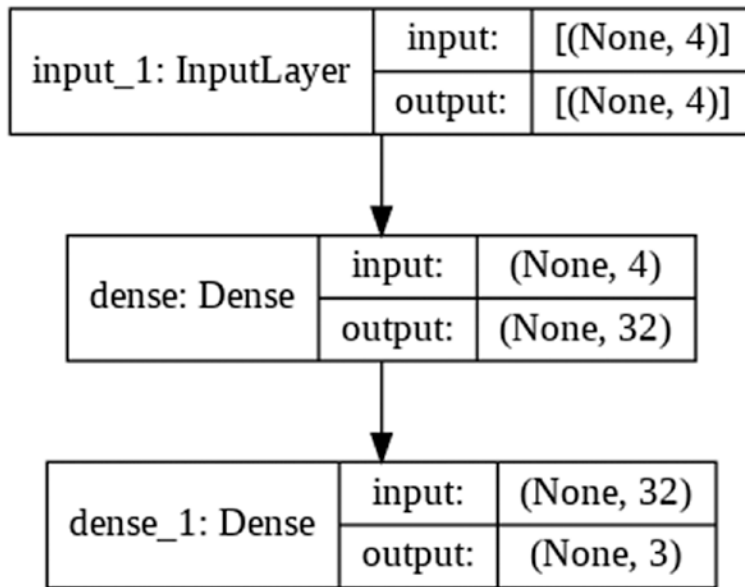 input_1: InputLayer input: [(None, 4)]
output: [(None, 4)]
dense: Dense input: (None, 4)
output: (None, 32)
dense_1: Dense input: (None, 32)
output: (None, 3)